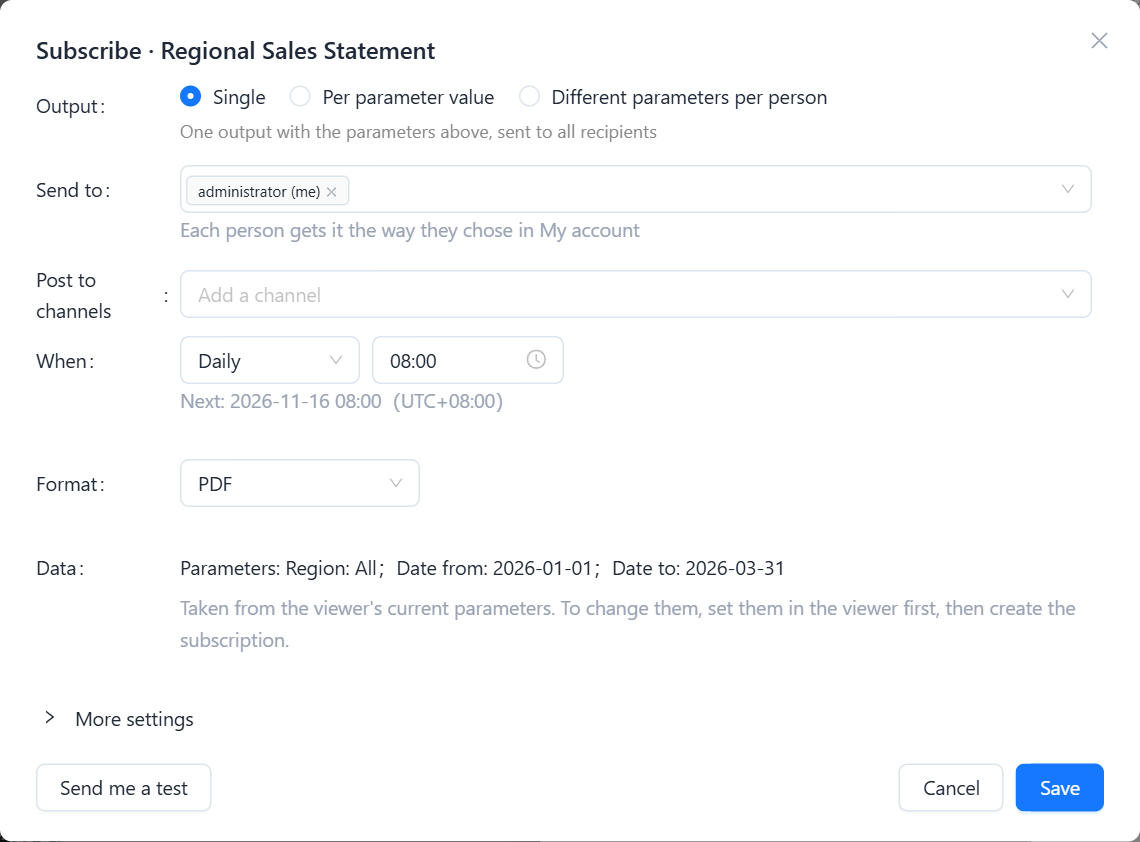 Subscribe · Regional Sales Statement
Output:
Single
Per parameter value
Different parameters per person
One output with the parameters above, sent to all recipients
Send to:
administrator (me)
Each person gets it the way they chose in My account
Post to
channels
:
Add a channel
When:
Daily
08:00
Next: 2026-11-16 08:00 (UTC+08:00)
Format:
PDF
Data:
Parameters: Region: All； Date from: 2026-01-01； Date to: 2026-03-31
Taken from the viewer's current parameters. To change them, set them in the viewer first, then create the
subscription.
More settings
Send me a test
Cancel
Save